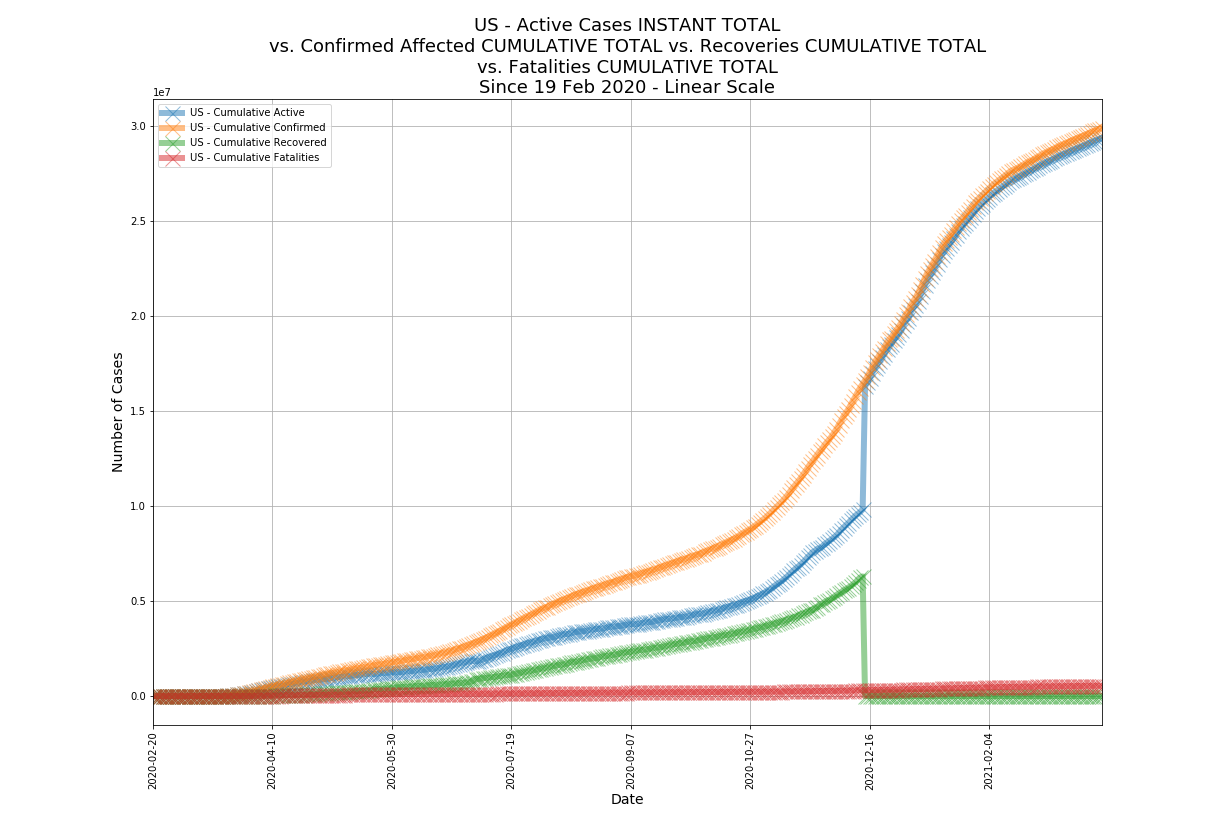 US - Active Cases INSTANT TOTAL
vs. Confirmed Affected CUMULATIVE TOTAL vs. Recoveries CUMULATIVE TOTAL
vs. Fatalities CUMULATIVE TOTAL
Since 19 Feb 2020 - Linear Scale
1e7
US - Cumulative Active
US - Cumulative Confirmed
US - Cumulative Recovered
US - Cumulative Fatalities
3.0
2.5
2.0
1.5
1.0
0.5
0.0
Number of Cases
2020-02-20
2020-04-10
2020-05-30
2020-07-19
2020-09-07
2020-10-27
2020-12-16
2021-02-04
Date